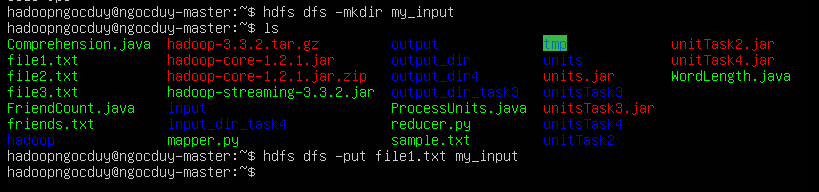 hadoopngocduy@ngocduy-master:~$ hdfs dfs -mkdir my_input
hadoopngocduy@ngocduy-master:~$ ls
Comprehension.java hadoop-3.3.2.tar.gz output tmp unitTask2.jar
file1.txt hadoop-core-1.2.1.jar output_dir units unitTask4.jar
file2.txt hadoop-core-1.2.1.jar.zip output_dir4 units.jar WordLength.java
file3.txt hadoop-streaming-3.3.2.jar output_dir_task3 unitsTask3
FriendCount.java input ProcessUnits.java unitsTask3.jar
friends.txt input_dir_task4 reducer.py unitsTask4
hadoop mapper.py sample.txt unitTask2
hadoopngocduy@ngocduy-master:~$ hdfs dfs -put file1.txt my_input
hadoopngocduy@ngocduy-master:~$